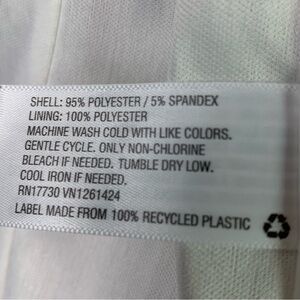 SHELL: 95% POLYESTER / 5% SPANDEX
LINING: 100% POLYESTER
MACHINE WASH COLD WITH LIKE COLORS.
GENTLE CYCLE. ONLY NON-CHLORINE
BLEACH IF NEEDED. TUMBLE DRY LOW.
COOL IRON IF NEEDED.
RN17730 VN1261424
LABEL MADE FROM 100% RECYCLED PLASTIC